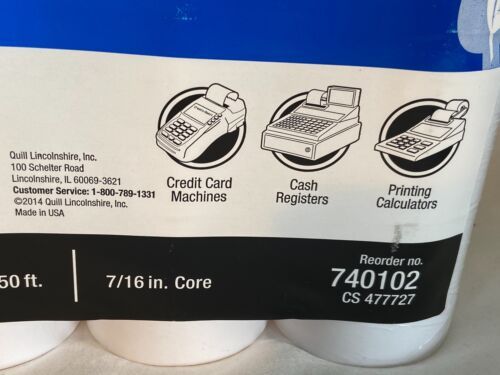 Quill Lincolnshire, Inc.
100 Schelter Road
Lincolnshire, IL 60069-3621
Customer Service: 1-800-789-1331
©2014 Quill Lincolnshire, Inc.
Made in USA
Credit Card
Machines
Cash
Registers
Printing
Calculators
50 ft.
7/16 in. Core
Reorder no.
740102
CS 477727